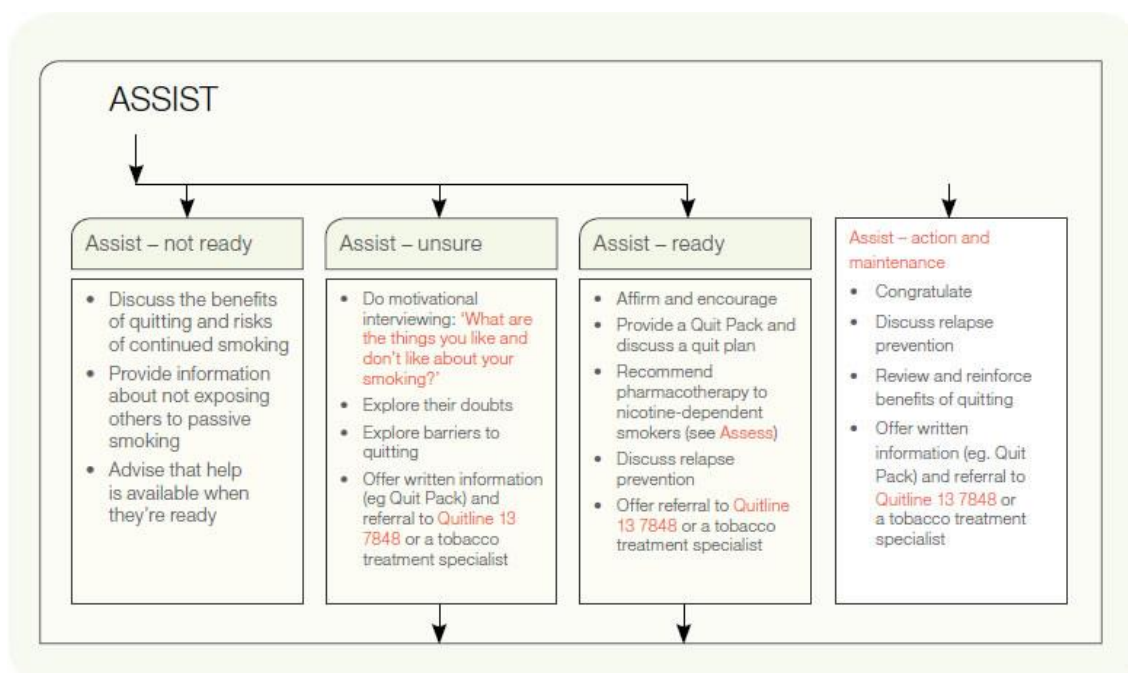 ASSIST
Assist – not ready
• Discuss the benefits
of quitting and risks
of continued smoking
• Provide information
about not exposing
others to passive
smoking
• Advise that help
is available when
they're ready
Assist – unsure
• Do motivational
interviewing: 'What are
the things you like and
don't like about your
smoking?'
• Explore their doubts
• Explore barriers to
quitting
• Offer written information
(eg Quit Pack) and
referral to Quitline 13
7848 or a tobacco
treatment specialist
Assist – ready
• Affirm and encourage
• Provide a Quit Pack and
discuss a quit plan
• Recommend
pharmacotherapy to
nicotine-dependent
smokers (see Assess)
• Discuss relapse
prevention
• Offer referral to Quitline
13 7848 or a tobacco
treatment specialist
Assist – action and
maintenance
• Congratulate
• Discuss relapse
prevention
• Review and reinforce
benefits of quitting
• Offer written
information (eg. Quit
Pack) and referral to
Quitline 13 7848 or
a tobacco treatment
specialist